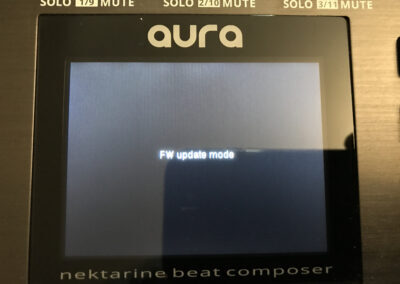 SOLO 1/9 MUTE SOLO 2/10 MUTE SOLO 3/11 MUTE
aura
FW update mode
nektarine beat composer